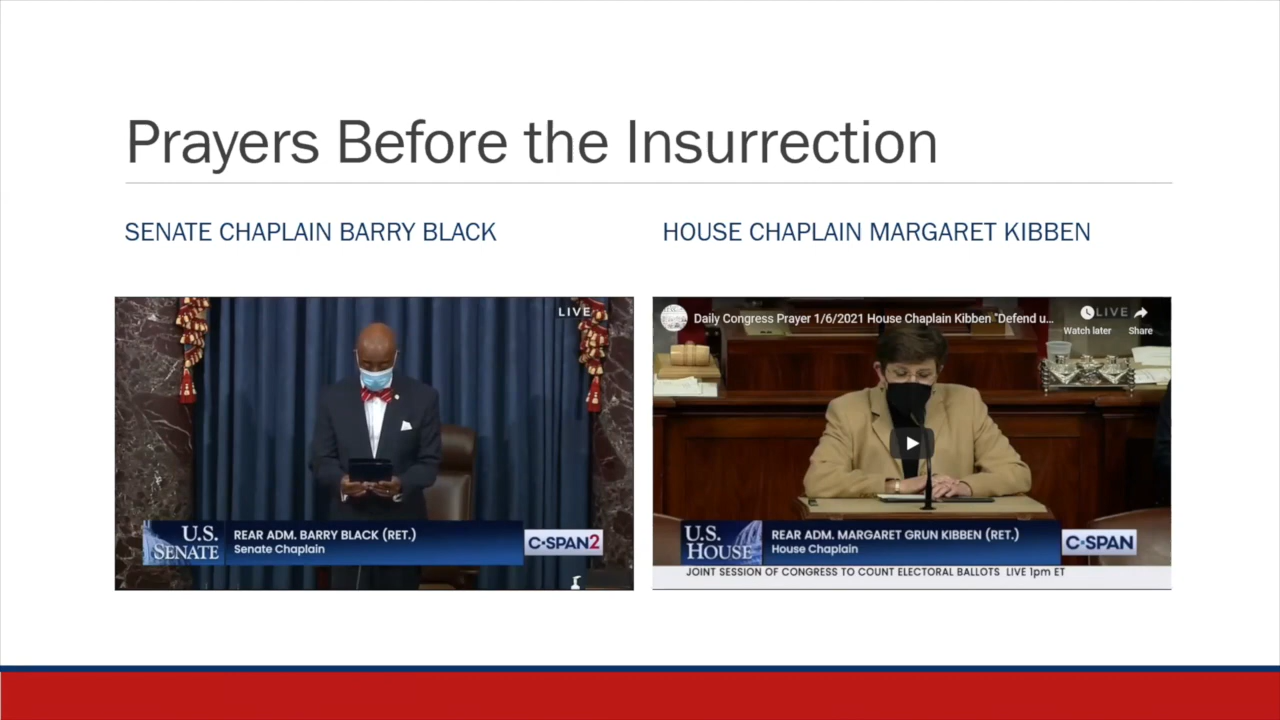 Prayers Before the Insurrection
SENATE CHAPLAIN BARRY BLACK
HOUSE CHAPLAIN MARGARET KIBBEN
LIVE
U.S.
SENATE
REAR ADM. BARRY BLACK (RET.)
Senate Chaplain
C-SPAN2
Daily Congress Prayer 1/6/2021 House Chaplain Kibben "Defend u...
LIVE
Watch later
Share
U.S.
HOUSE
REAR ADM. MARGARET GRUN KIBBEN (RET.)
House Chaplain
C-SPAN
JOINT SESSION OF CONGRESS TO COUNT ELECTORAL BALLOTS LIVE 1pm ET